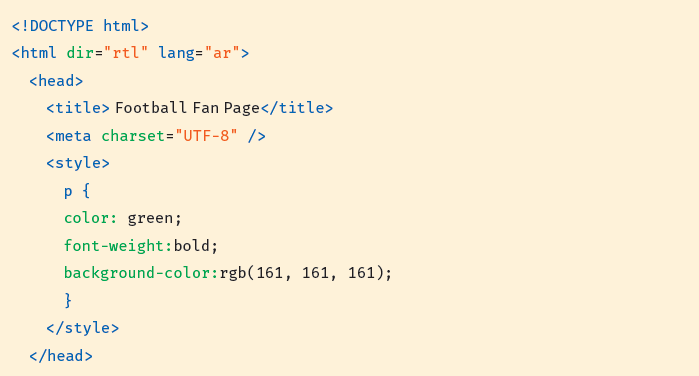 <!DOCTYPE html>
<html dir="rtl" lang="ar">
<head>
<title> Football Fan Page</title>
<meta charset="UTF-8" />
<style>
p {
color: green;
font-weight:bold;
background-color:rgb(161, 161, 161);
}
</style>
</head>